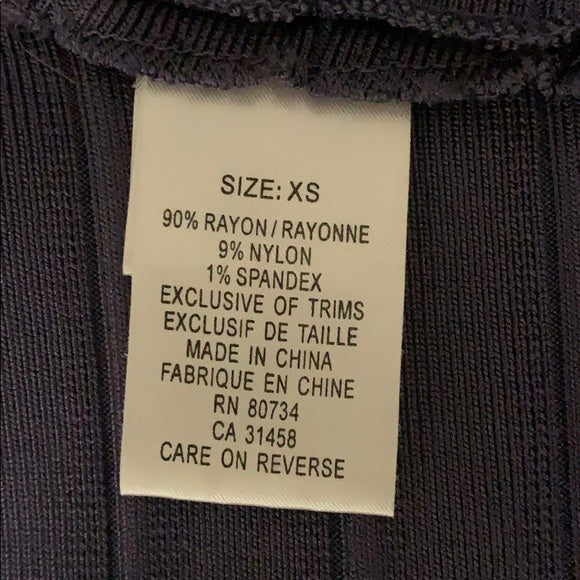 SIZE: XS
90% RAYON / RAYONNE
9% NYLON
1% SPANDEX
EXCLUSIVE OF TRIMS
EXCLUSIF DE TAILLE
MADE IN CHINA
FABRIQUE EN CHINE
RN 80734
CA 31458
CARE ON REVERSE